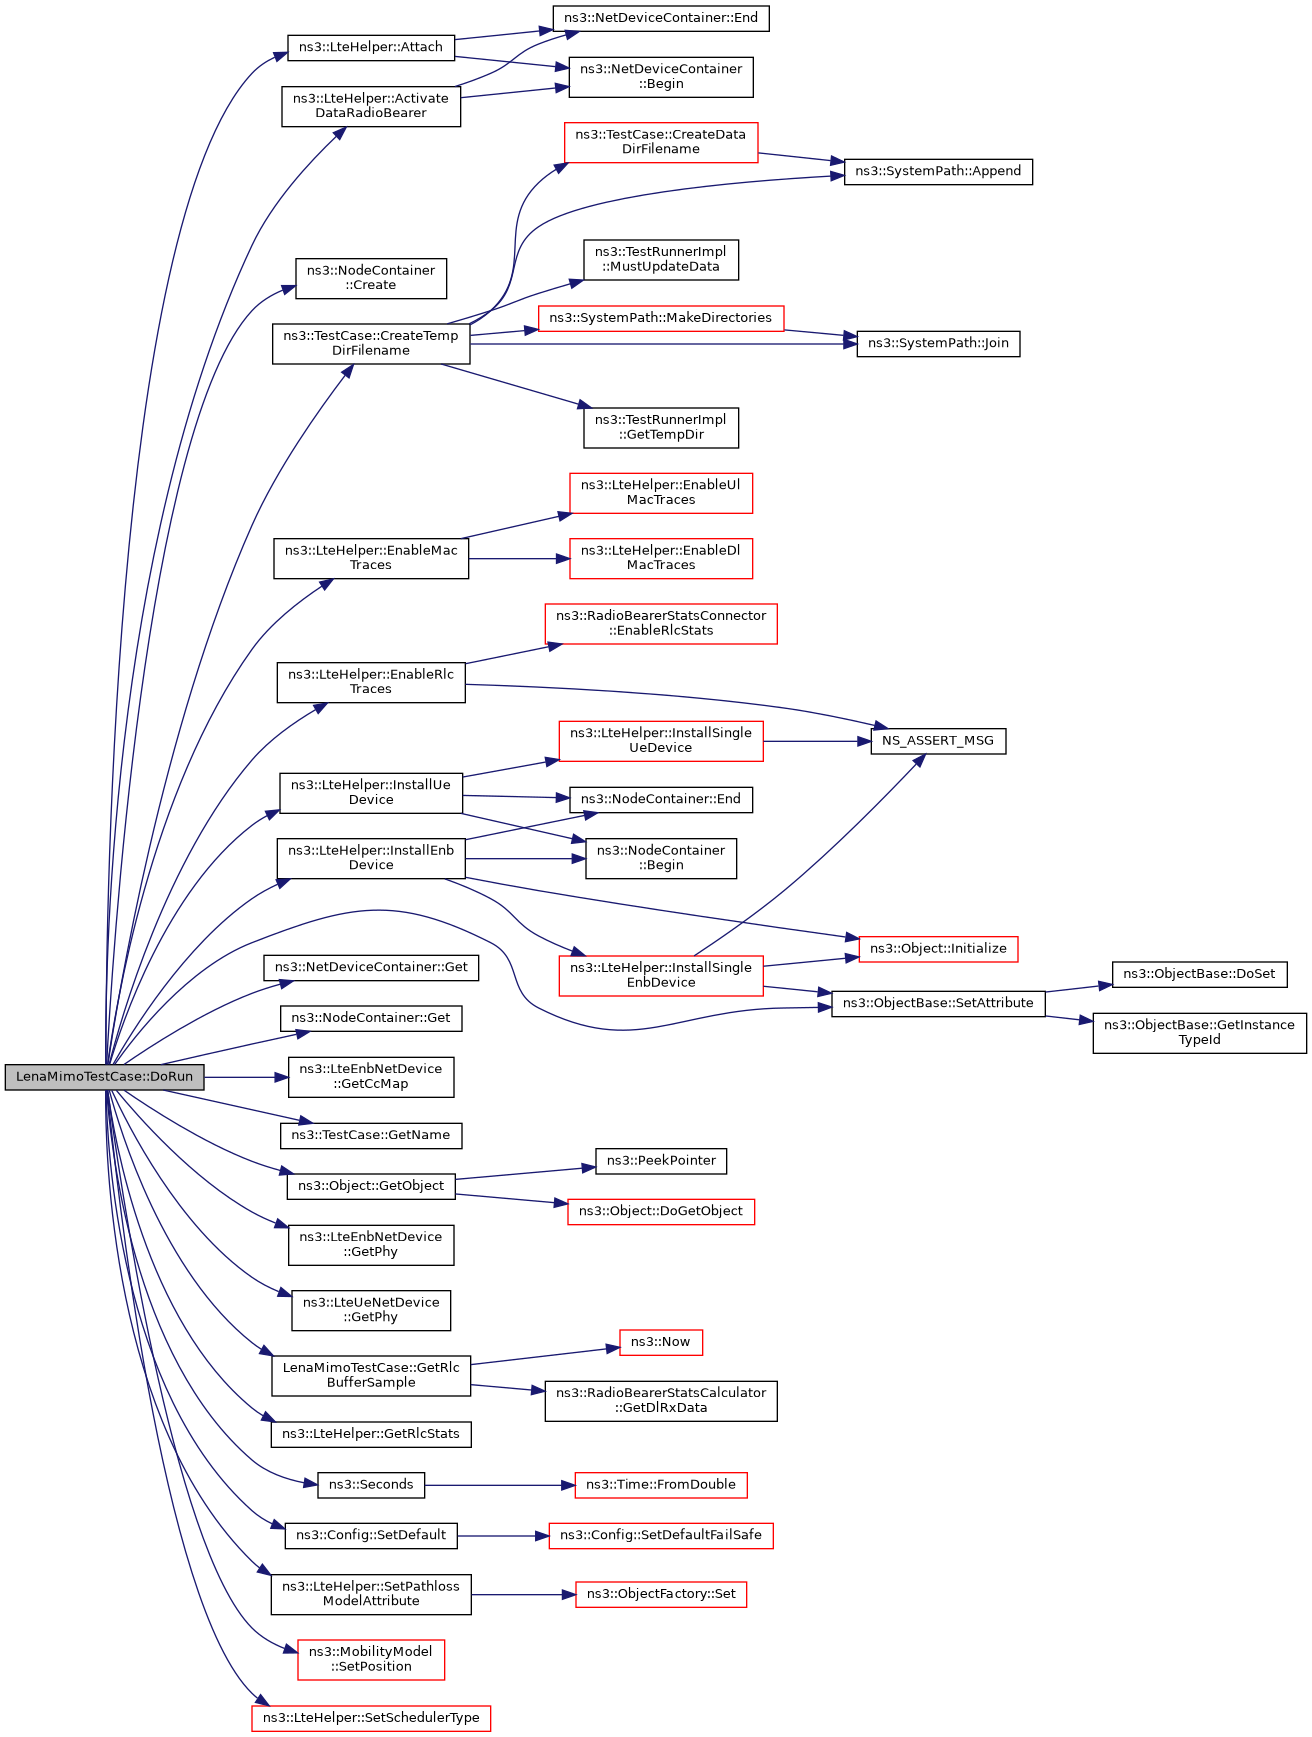 ns3::NetDeviceContainer::End
ns3::LteHelper::Attach
ns3::NetDeviceContainer
::Begin
ns3::LteHelper::Activate
DataRadioBearer
ns3::TestCase::CreateData
DirFilename
ns3::SystemPath::Append
ns3::TestRunnerImpl
::MustUpdateData
ns3::NodeContainer
::Create
ns3::SystemPath::MakeDirectories
ns3::TestCase::CreateTemp
DirFilename
ns3::SystemPath::Join
ns3::TestRunnerImpl
::GetTempDir
ns3::LteHelper::EnableUl
MacTraces
ns3::LteHelper::EnableMac
Traces
ns3::LteHelper::EnableDl
MacTraces
ns3::RadioBearerStatsConnector
::EnableRlcStats
ns3::LteHelper::EnableRlc
Traces
ns3::LteHelper::InstallSingle
UeDevice
NS_ASSERT_MSG
ns3::LteHelper::InstallUe
Device
ns3::NodeContainer::End
ns3::LteHelper::InstallEnb
Device
ns3::NodeContainer
::Begin
ns3::Object::Initialize
ns3::NetDeviceContainer::Get
ns3::LteHelper::InstallSingle
EnbDevice
ns3::ObjectBase::DoSet
ns3::ObjectBase::SetAttribute
ns3::NodeContainer::Get
ns3::ObjectBase::GetInstance
TypeId
LenaMimoTestCase::DoRun
ns3::LteEnbNetDevice
::GetCcMap
ns3::TestCase::GetName
ns3::PeekPointer
ns3::Object::GetObject
ns3::Object::DoGetObject
ns3::LteEnbNetDevice
::GetPhy
ns3::LteUeNetDevice
::GetPhy
ns3::Now
LenaMimoTestCase::GetRlc
BufferSample
ns3::RadioBearerStatsCalculator
::GetDlRxData
ns3::LteHelper::GetRlcStats
ns3::Seconds
ns3::Time::FromDouble
ns3::Config::SetDefault
ns3::Config::SetDefaultFailSafe
ns3::LteHelper::SetPathloss
ModelAttribute
ns3::ObjectFactory::Set
ns3::MobilityModel
::SetPosition
ns3::LteHelper::SetSchedulerType